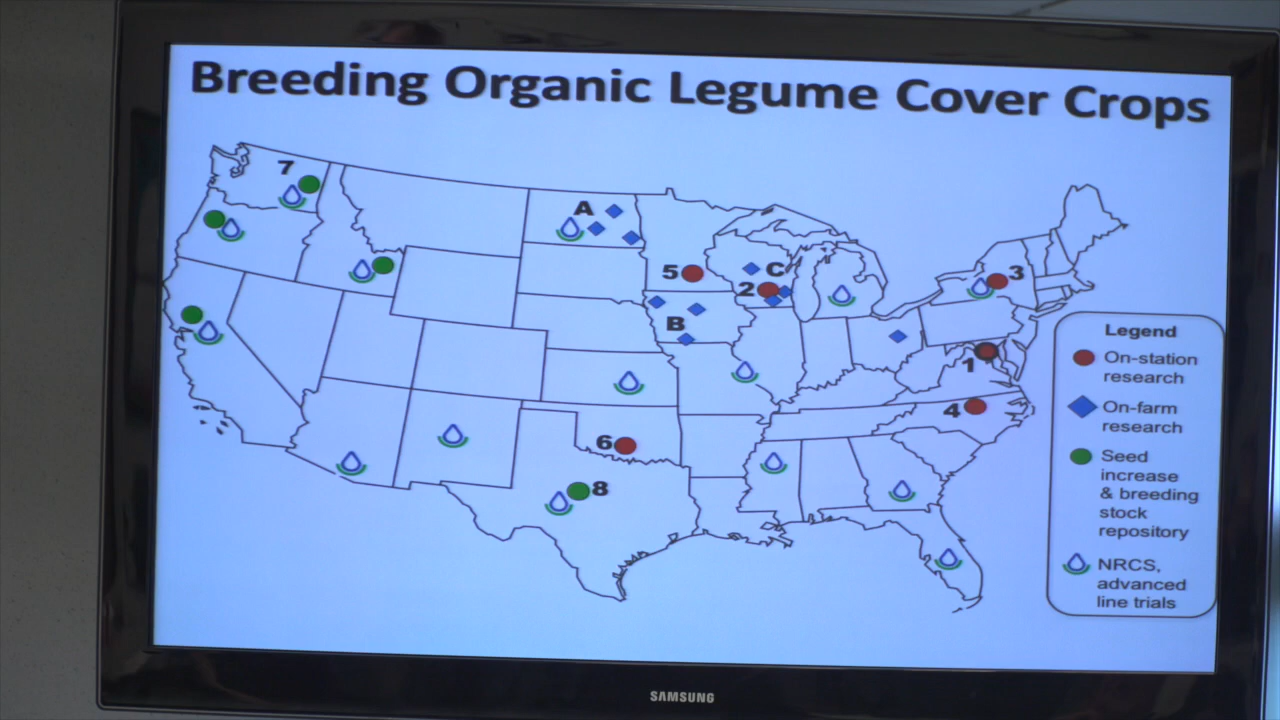 Breeding Organic Legume Cover Crops
7
A
5
C
2
3
B
1
4
6
8
Legend
On-station
research
On-farm
research
Seed
increase
& breeding
stock
repository
NRCS,
advanced
line trials
SAMSUNG